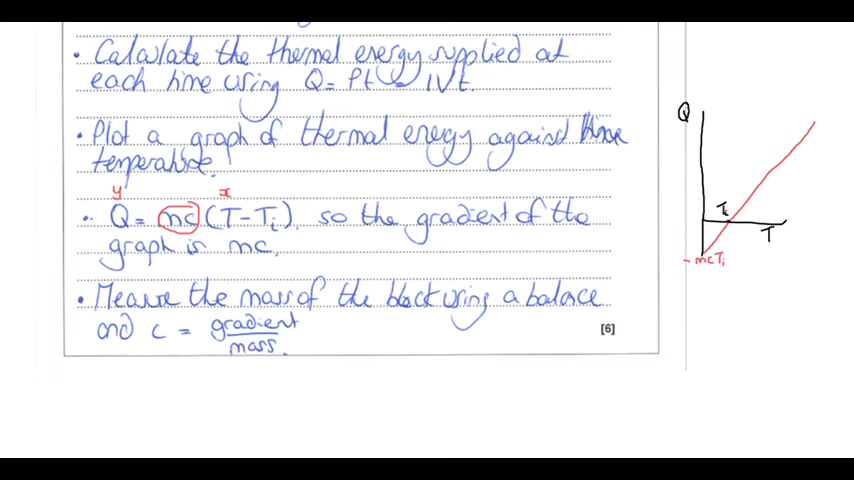 • Calculate the thermal energy supplied at
each time using Q = Pt = IVt.
• Plot a graph of thermal energy against
temperature.
y x
∴ Q = mc (T - Ti). so the gradient of the
graph is mc.
• Measure the mass of the block using a balance
and c = gradient
mass.
[6]
Q
Ti
T
- mcTi